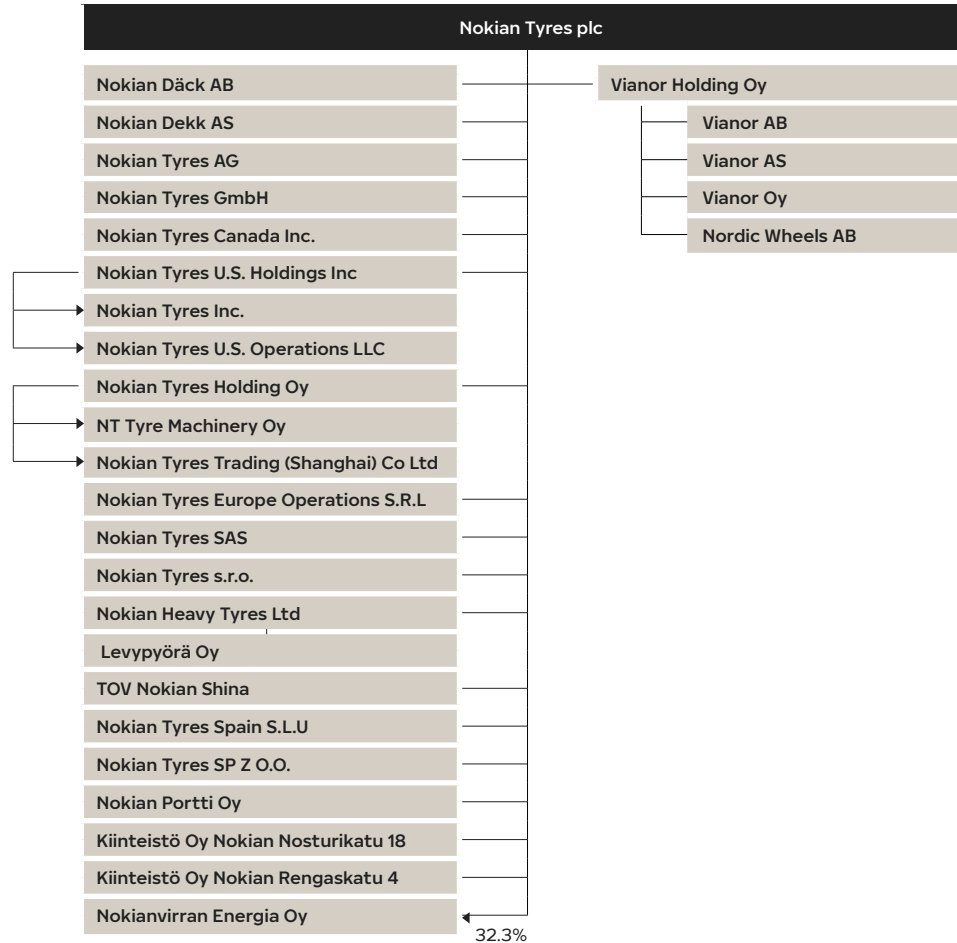 Nokian Tyres plc
Nokian Däck AB
Nokian Dekk AS
Nokian Tyres AG
Nokian Tyres GmbH
Nokian Tyres Canada Inc.
Nokian Tyres U.S. Holdings Inc
Nokian Tyres Inc.
Nokian Tyres U.S. Operations LLC
Nokian Tyres Holding Oy
NT Tyre Machinery Oy
Nokian Tyres Trading (Shanghai) Co Ltd
Nokian Tyres Europe Operations S.R.L
Nokian Tyres SAS
Nokian Tyres s.r.o.
Nokian Heavy Tyres Ltd
Levypyörä Oy
TOV Nokian Shina
Nokian Tyres Spain S.L.U
Nokian Tyres SP Z O.O.
Nokian Portti Oy
Kiinteistö Oy Nokian Nosturikatu 18
Kiinteistö Oy Nokian Rengaskatu 4
Nokianvirran Energia Oy
32.3%
Vianor Holding Oy
Vianor AB
Vianor AS
Vianor Oy
Nordic Wheels AB